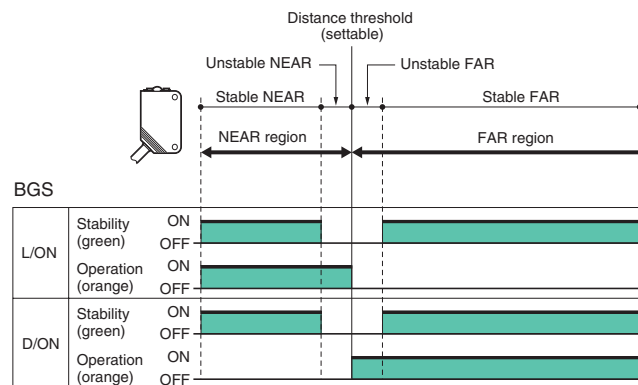 Distance threshold
(settable)
Unstable NEAR
Unstable FAR
Stable NEAR
Stable FAR
NEAR region
FAR region
BGS
L/ON
Stability
(green)
ON
OFF
Operation
(orange)
ON
OFF
D/ON
Stability
(green)
ON
OFF
Operation
(orange)
ON
OFF